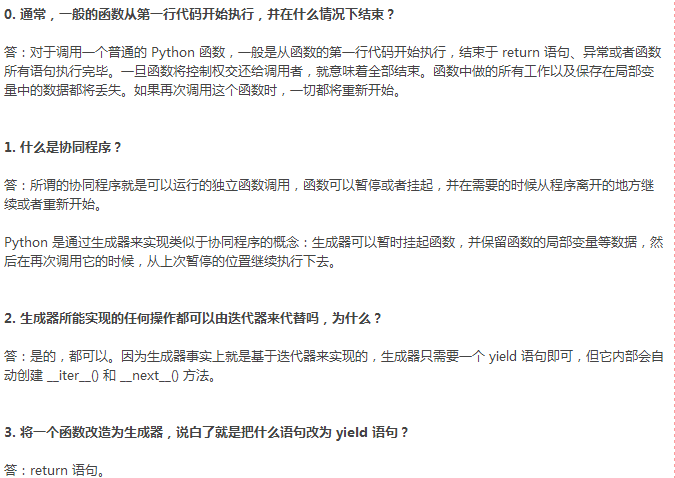 0. 通常，一般的函数从第一行代码开始执行，并在什么情况下结束？
答：对于调用一个普通的 Python 函数，一般是从函数的第一行代码开始执行，结束于 return 语句、异常或者函数
所有语句执行完毕。一旦函数将控制权交还给调用者，就意味着全部结束。函数中做的所有工作以及保存在局部变
量中的数据都将丢失。如果再次调用这个函数时，一切都将重新开始。
1. 什么是协同程序？
答：所谓的协同程序就是可以运行的独立函数调用，函数可以暂停或者挂起，并在需要的时候从程序离开的地方继
续或者重新开始。
Python 是通过生成器来实现类似于协同程序的概念：生成器可以暂时挂起函数，并保留函数的局部变量等数据，然
后在再次调用它的时候，从上次暂停的位置继续执行下去。
2. 生成器所能实现的任何操作都可以由迭代器来代替吗，为什么？
答：是的，都可以。因为生成器事实上就是基于迭代器来实现的，生成器只需要一个 yield 语句即可，但它内部会自
动创建 __iter__() 和 __next__() 方法。
3. 将一个函数改造为生成器，说白了就是把什么语句改为 yield 语句？
答：return 语句。